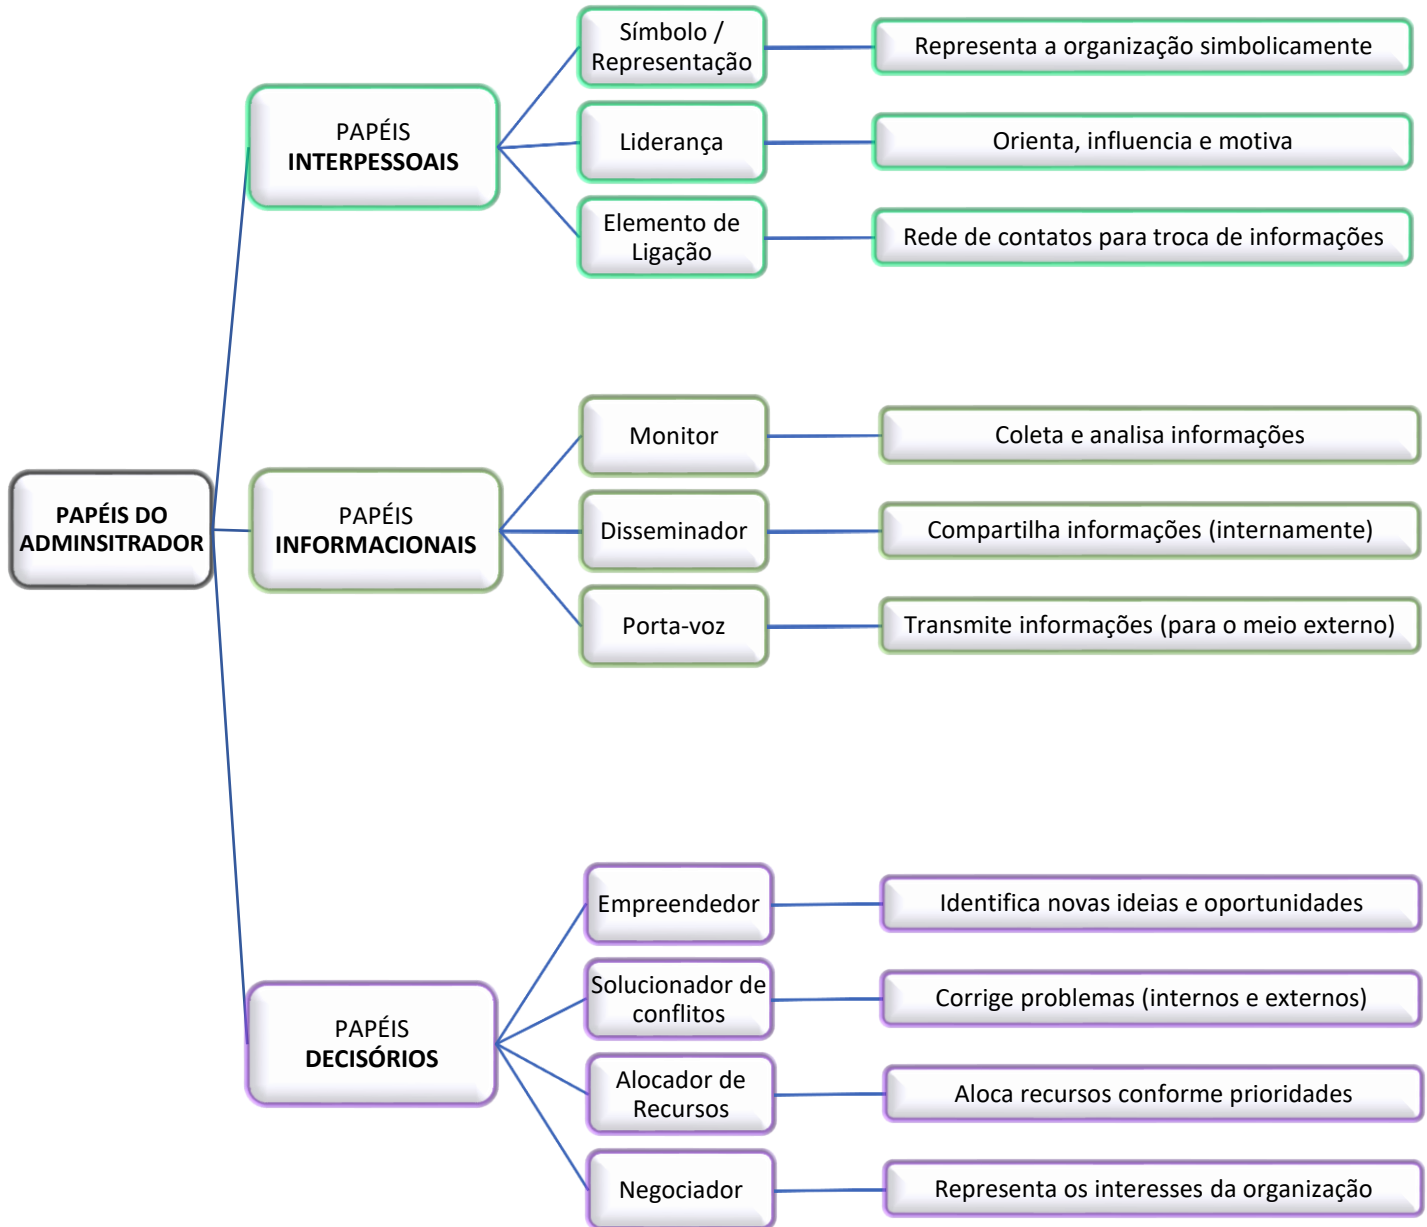 PAPÉIS DO
ADMINSITRADOR
PAPÉIS
INTERPESSOAIS
Símbolo /
Representação
Representa a organização simbolicamente
Liderança
Orienta, influencia e motiva
Elemento de
Ligação
Rede de contatos para troca de informações
PAPÉIS
INFORMACIONAIS
Monitor
Coleta e analisa informações
Disseminador
Compartilha informações (internamente)
Porta-voz
Transmite informações (para o meio externo)
PAPÉIS
DECISÓRIOS
Empreendedor
Identifica novas ideias e oportunidades
Solucionador de
conflitos
Corrige problemas (internos e externos)
Alocador de
Recursos
Aloca recursos conforme prioridades
Negociador
Representa os interesses da organização